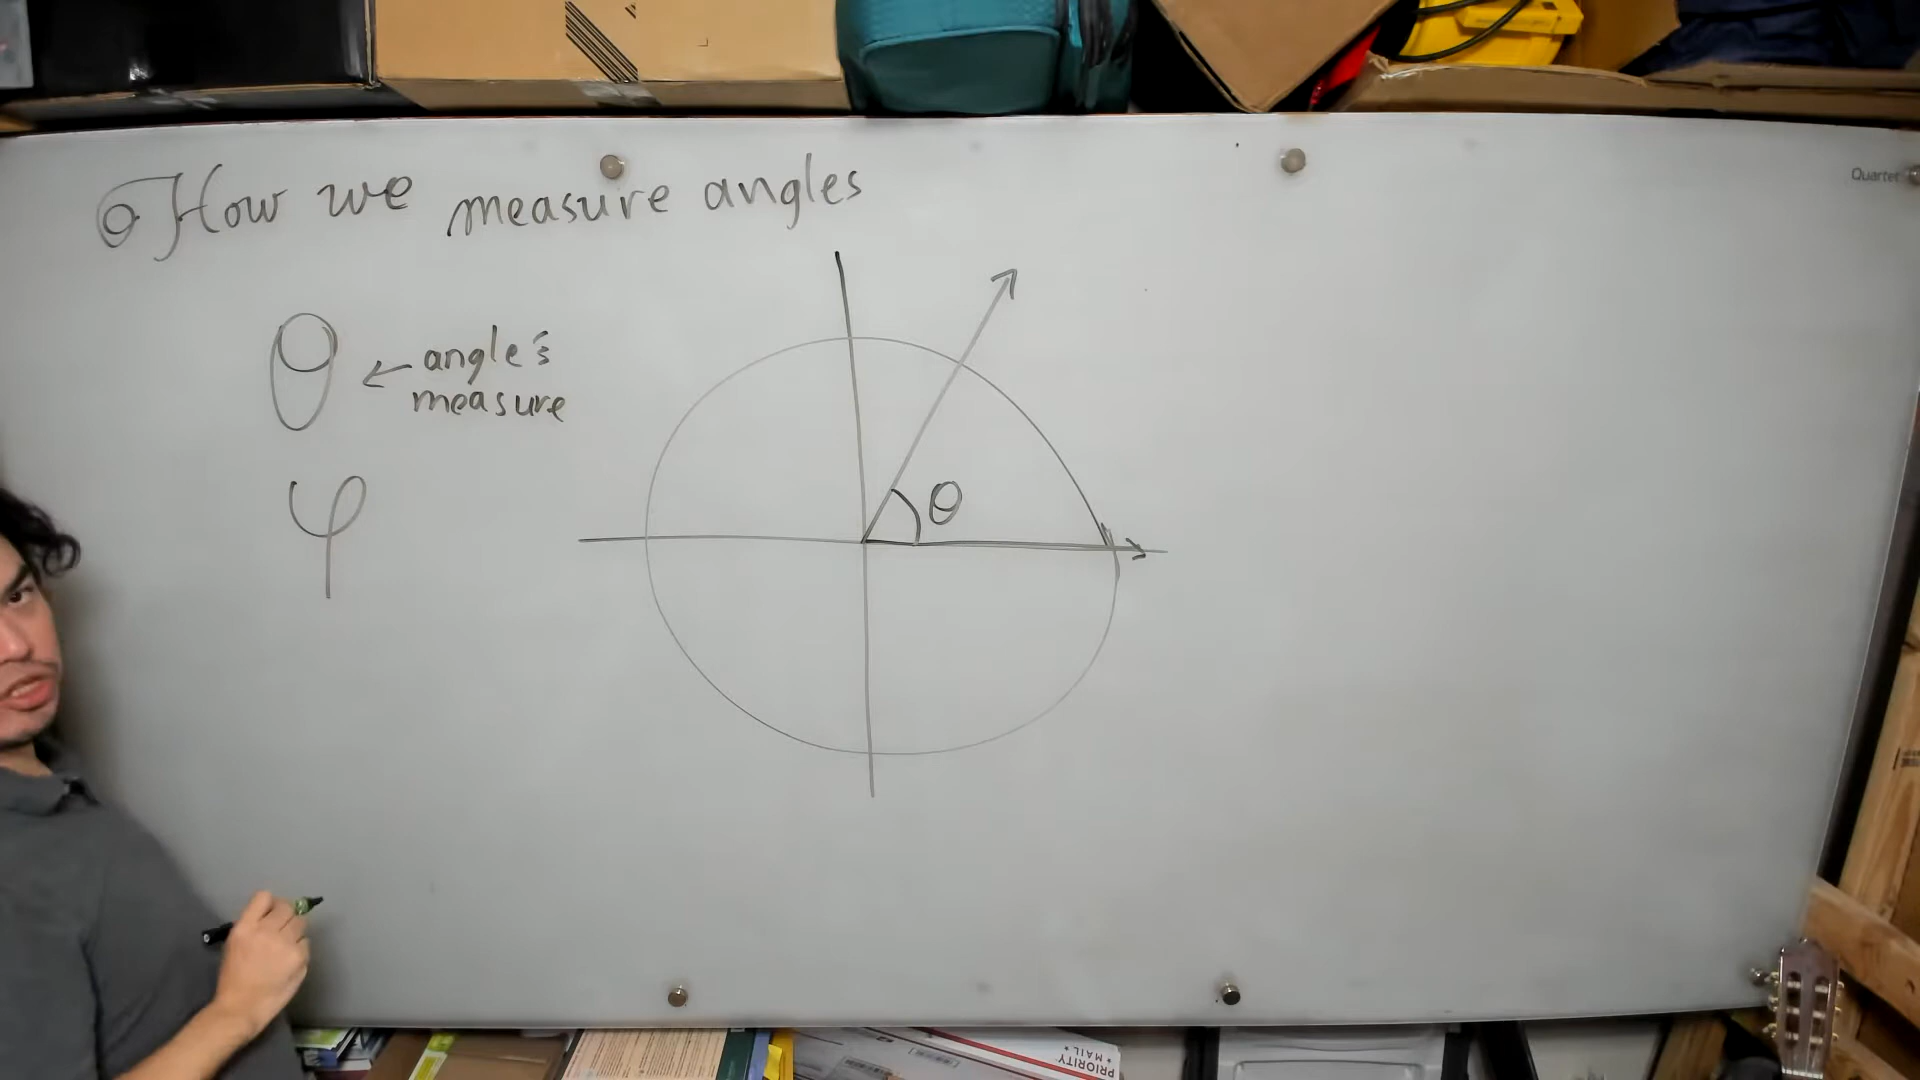 How we measure angles
Quartet
θ ← angle's
measure
φ
θ
PRIORITY
★ MAIL ★